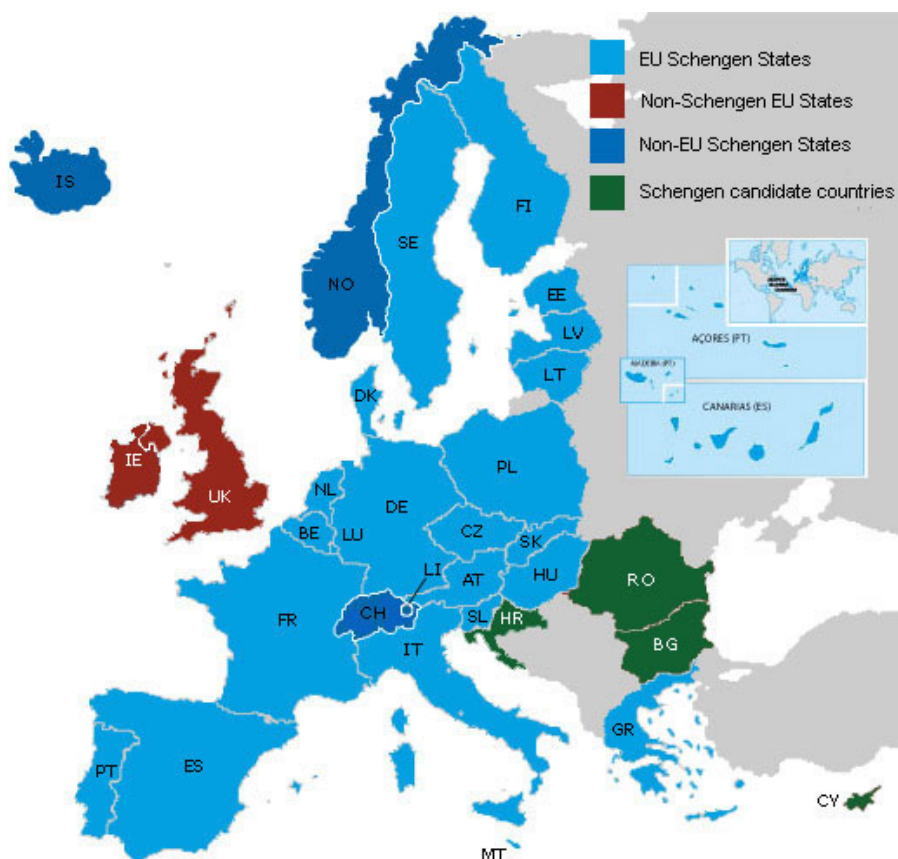 EU Schengen States
Non-Schengen EU States
Non-EU Schengen States
Schengen candidate countries
IS
FI
SE
NO
EE
LV
LT
AÇORES (PT)
MADEIRA (PT)
DK
CANARIAS (ES)
IE
UK
NL
DE
PL
BE
LU
CZ
SK
LI
AT
HU
RO
FR
CH
SL
HR
IT
BG
GR
PT
ES
CY
MT